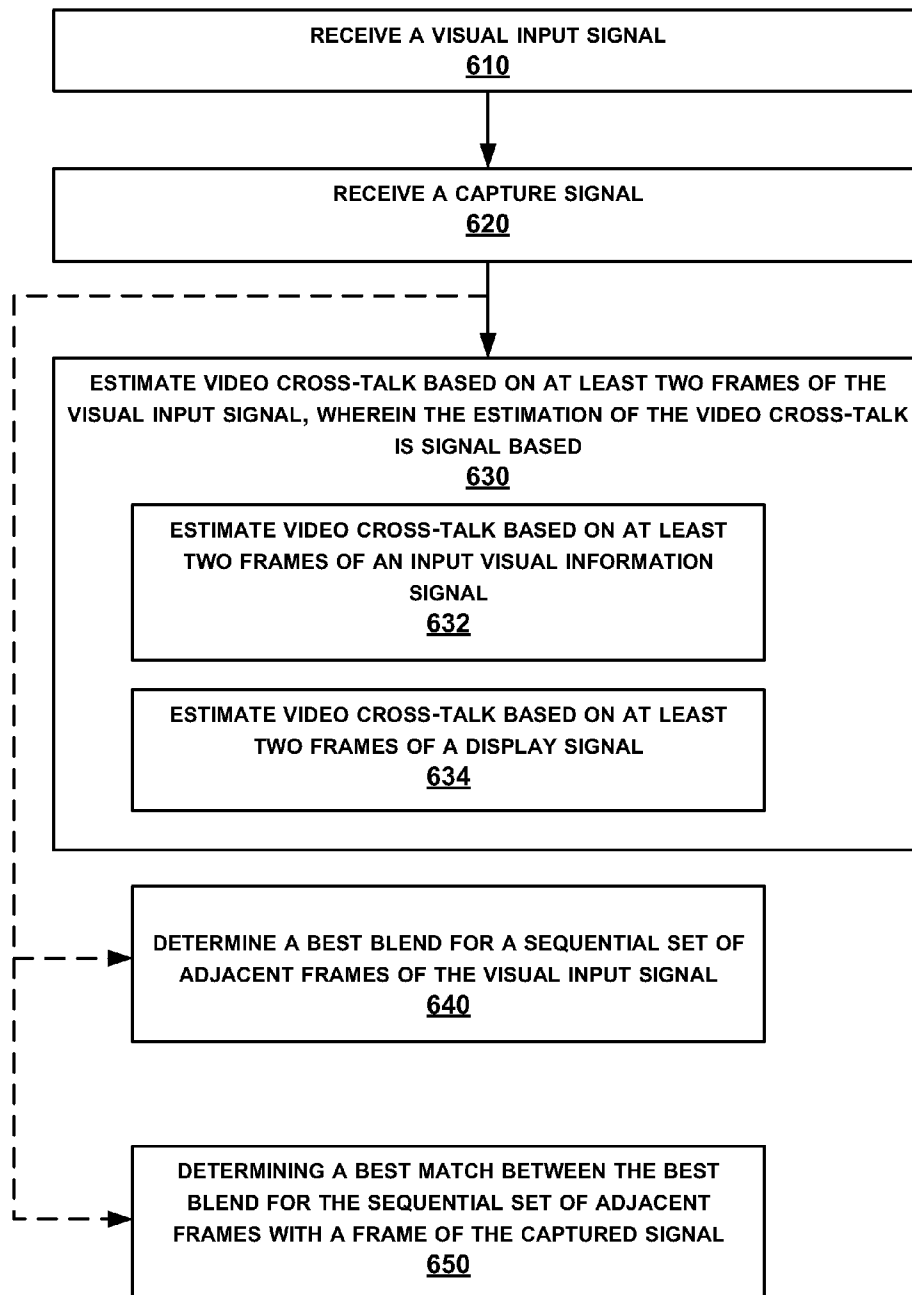 RECEIVE A VISUAL INPUT SIGNAL
610
RECEIVE A CAPTURE SIGNAL
620
ESTIMATE VIDEO CROSS-TALK BASED ON AT LEAST TWO FRAMES OF THE
VISUAL INPUT SIGNAL, WHEREIN THE ESTIMATION OF THE VIDEO CROSS-TALK
IS SIGNAL BASED
630
ESTIMATE VIDEO CROSS-TALK BASED ON AT LEAST
TWO FRAMES OF AN INPUT VISUAL INFORMATION
SIGNAL
632
ESTIMATE VIDEO CROSS-TALK BASED ON AT LEAST
TWO FRAMES OF A DISPLAY SIGNAL
634
DETERMINE A BEST BLEND FOR A SEQUENTIAL SET OF
ADJACENT FRAMES OF THE VISUAL INPUT SIGNAL
640
DETERMINING A BEST MATCH BETWEEN THE BEST
BLEND FOR THE SEQUENTIAL SET OF ADJACENT
FRAMES WITH A FRAME OF THE CAPTURED SIGNAL
650